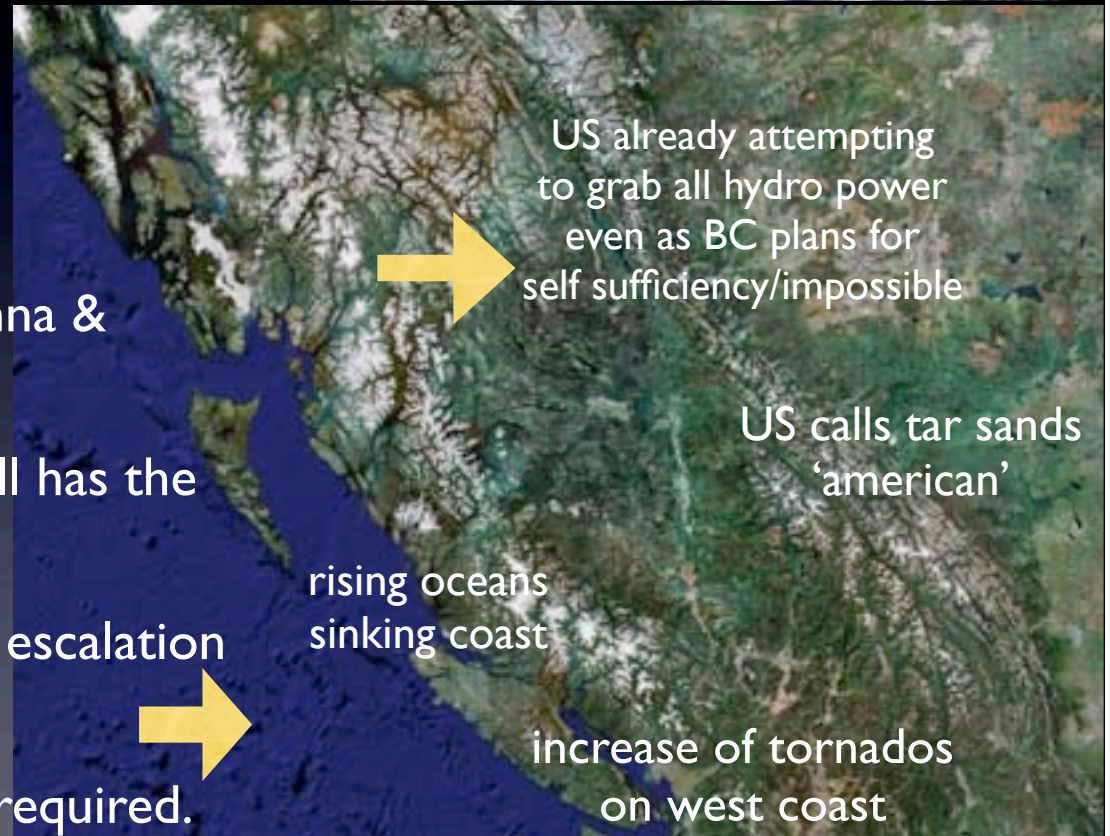 US already attempting
to grab all hydro power
even as BC plans for
self sufficiency/impossible
&
US calls tar sands
‘american’
ll has the
rising oceans
sinking coast
escalation
increase of tornados
on west coast
required.